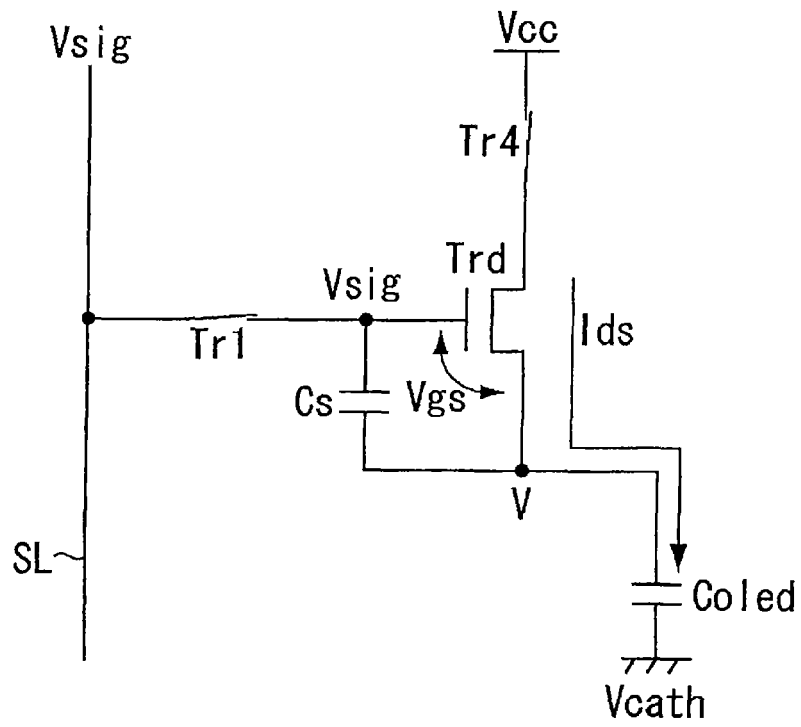 Vsig
Vcc
Tr4
Trd
Vsig
Ids
Tr1
Cs
Vgs
V
SL
Coled
Vcath